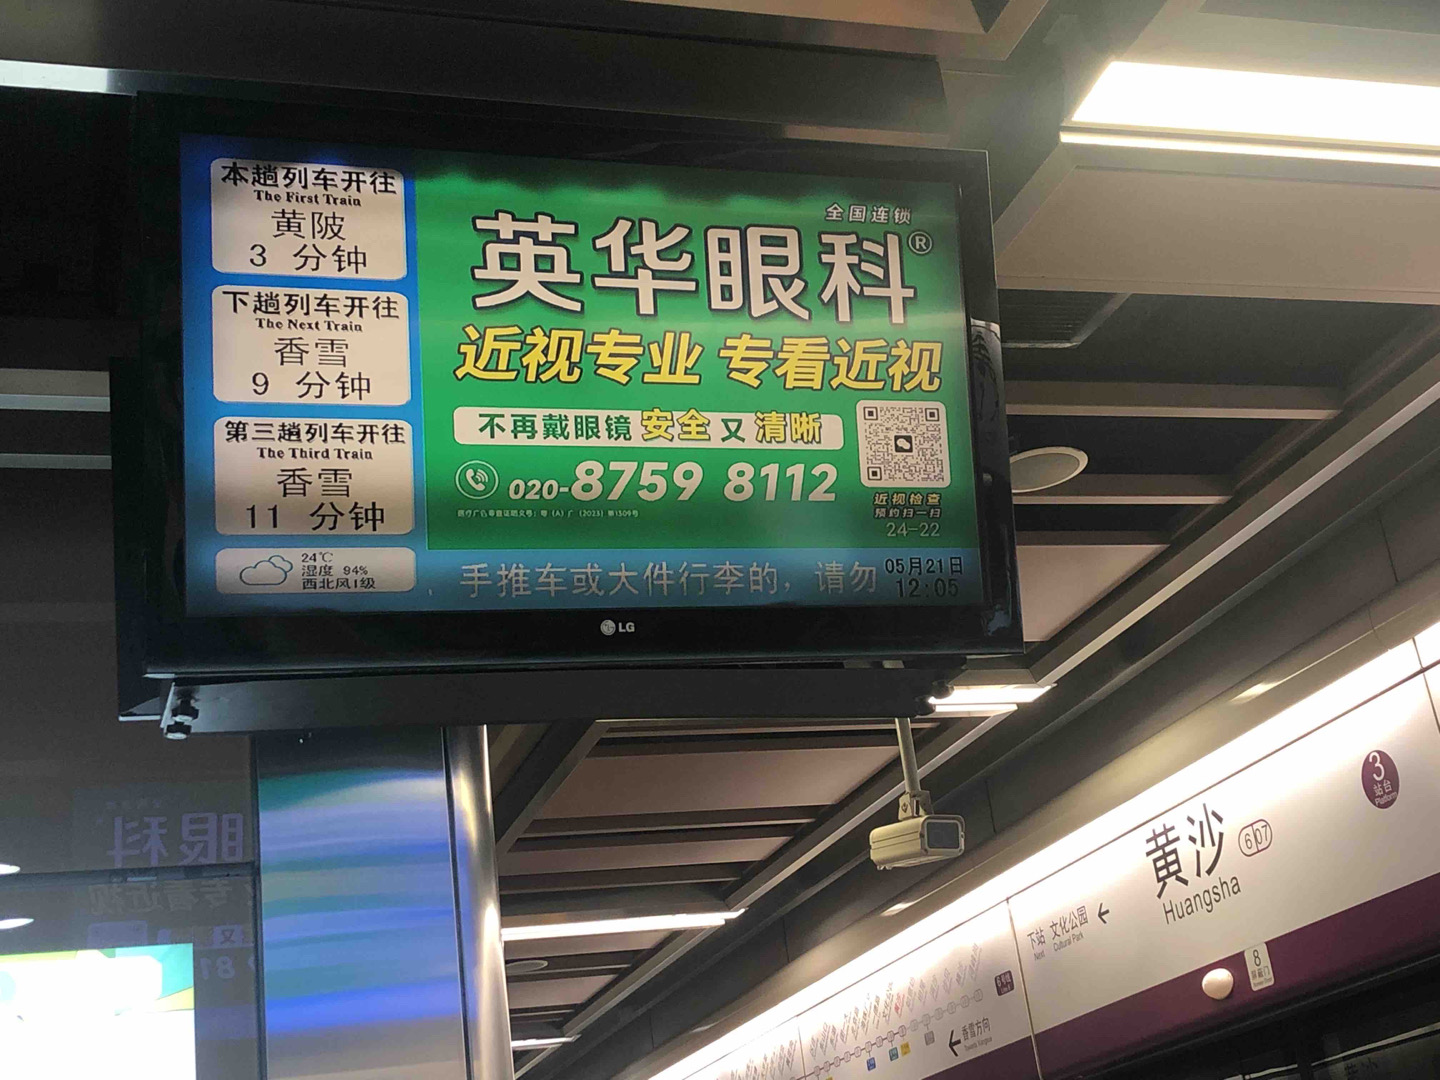 本趟列车开往
The First Train
黄陂
3 分钟
下趟列车开往
The Next Train
香雪
9 分钟
第三趟列车开往
The Third Train
香雪
11 分钟
24℃
湿度 94%
西北风1级
全国连锁
英华眼科®
近视专业 专看近视
不再戴眼镜 安全 又 清晰
020-8759 8112
近视检查
预约扫一扫
24-22
手推车或大件行李的，请勿
05月21日
12:05
LG
3
站台
Platform
黄沙
6 07
Huangsha
下站 文化公园
Next Cultural Park
8
屏蔽门
香雪方向